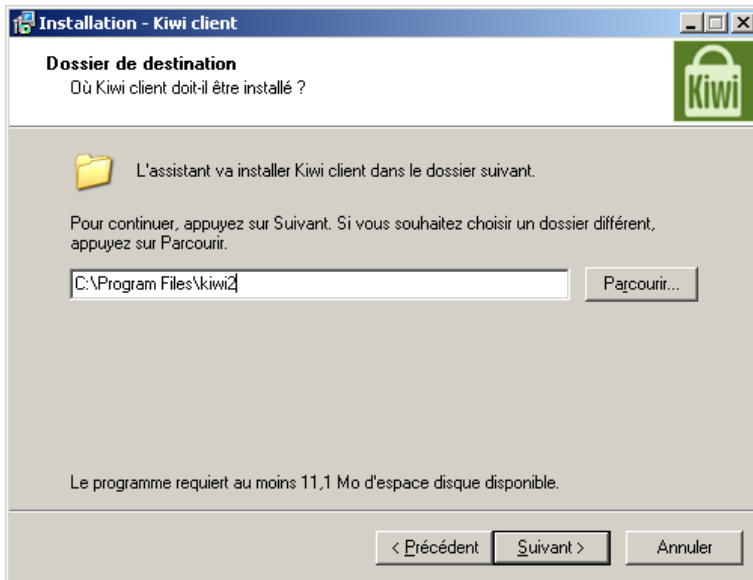 Installation - Kiwi client
Dossier de destination
Où Kiwi client doit-il être installé ?
Kiwi
L'assistant va installer Kiwi client dans le dossier suivant.
Pour continuer, appuyez sur Suivant. Si vous souhaitez choisir un dossier différent,
appuyez sur Parcourir.
C:\Program Files\kiwi2
Parcourir...
Le programme requiert au moins 11,1 Mo d'espace disque disponible.
< Précédent
Suivant >
Annuler